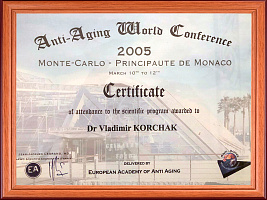 Anti-Aging World Conference
2005
Monte-Carlo - Principaute de Monaco
March 10th to 12th
Certificate
of attendance to the scientific program awarded to
Dr Vladimir KORCHAK
DELIVERED BY
European Academy of Anti Aging
EA